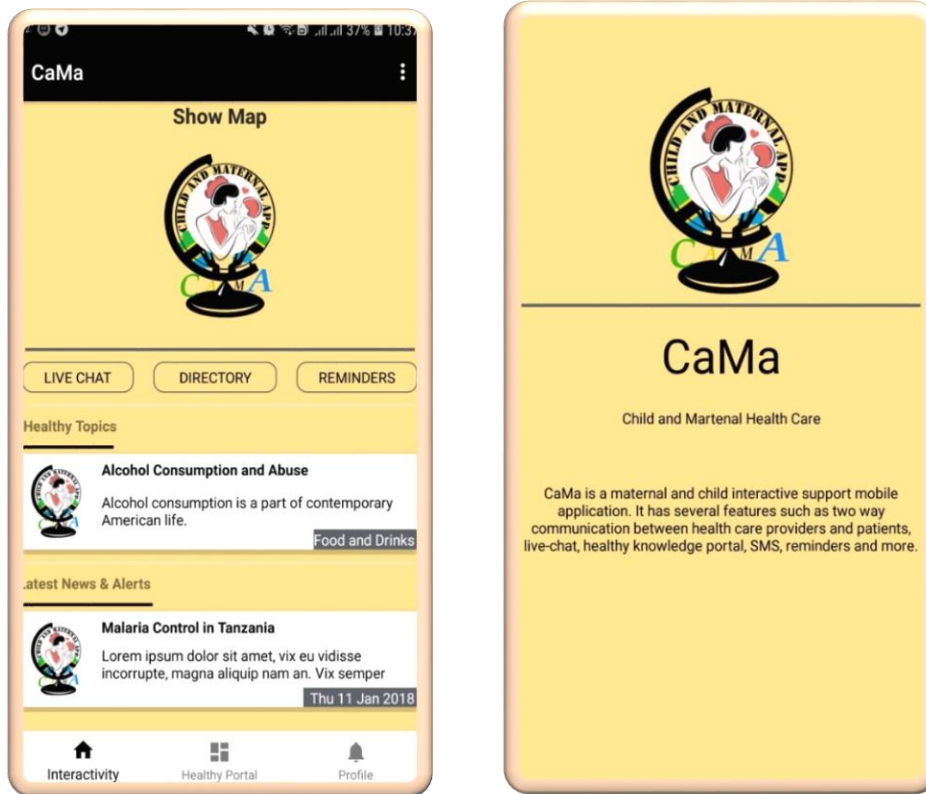 37% 10:37
CaMa
Show Map
CHILD AND MATERNAL APP
CAMA
LIVE CHAT
DIRECTORY
REMINDERS
Healthy Topics
Alcohol Consumption and Abuse
Alcohol consumption is a part of contemporary
American life.
Food and Drinks
Latest News & Alerts
Malaria Control in Tanzania
Lorem ipsum dolor sit amet, vix eu vidisse
incorrupte, magna aliquip nam an. Vix semper
Thu 11 Jan 2018
Interactivity
Healthy Portal
Profile
CHILD AND MATERNAL APP
CAMA
CaMa
Child and Martenal Health Care
CaMa is a maternal and child interactive support mobile
application. It has several features such as two way
communication between health care providers and patients,
live-chat, healthy knowledge portal, SMS, reminders and more.